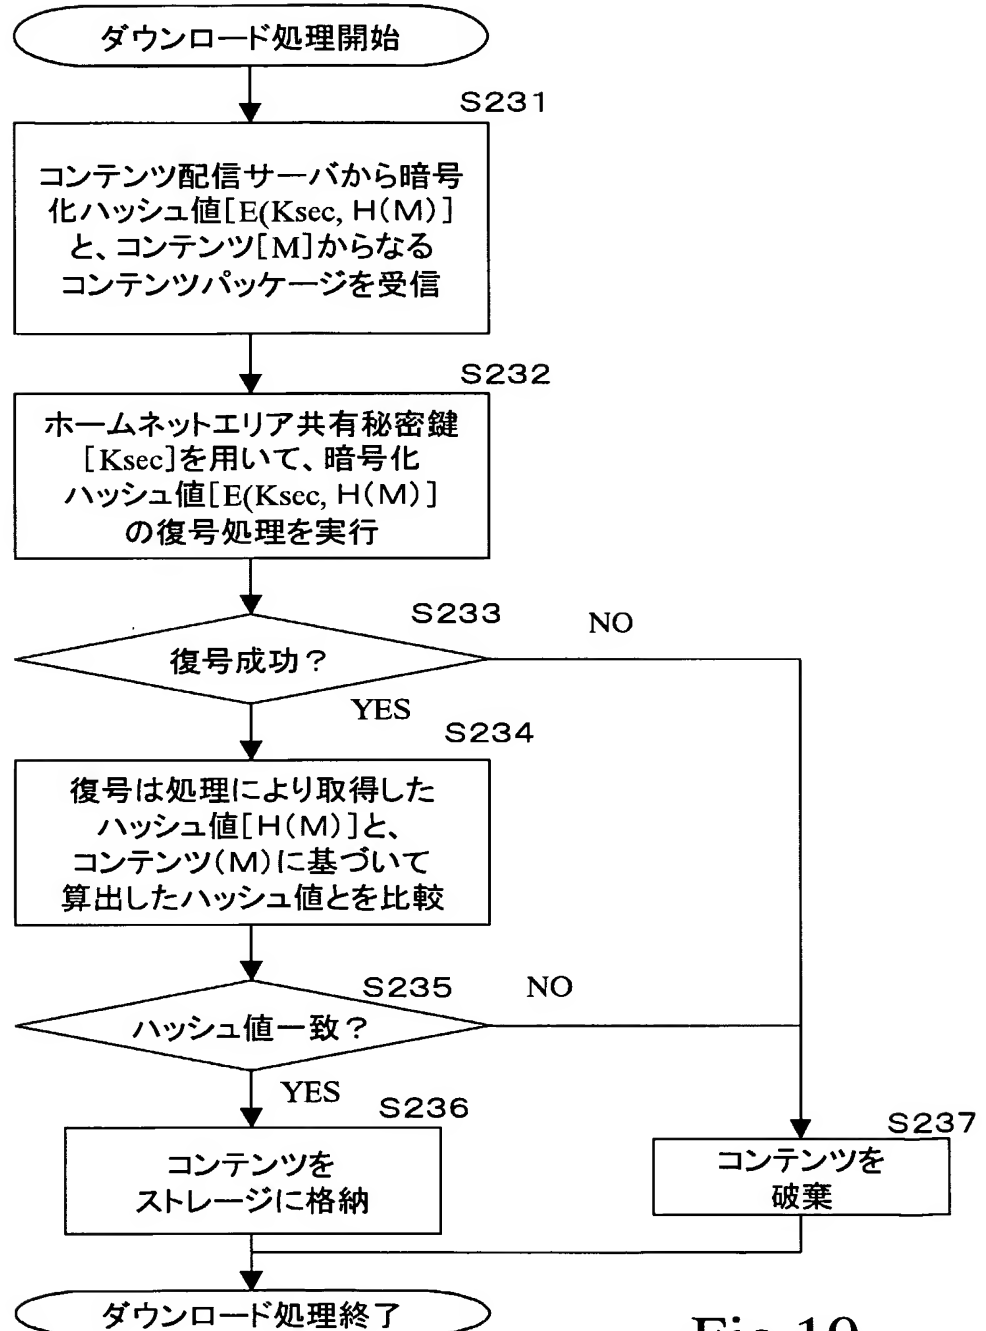 ダウンロード処理開始
S231
コンテンツ配信サーバから暗号
化ハッシュ値[E(Ksec, H(M)]
と、コンテンツ[M]からなる
コンテンツパッケージを受信
S232
ホームネットエリア共有秘密鍵
[Ksec]を用いて、暗号化
ハッシュ値[E(Ksec, H(M)]
の復号処理を実行
S233
NO
復号成功?
YES
S234
復号は処理により取得した
ハッシュ値[H(M)]と、
コンテンツ(M)に基づいて
算出したハッシュ値とを比較
S235
NO
ハッシュ値一致?
YES
S236
コンテンツを
ストレージに格納
S237
コンテンツを
破棄
ダウンロード処理終了